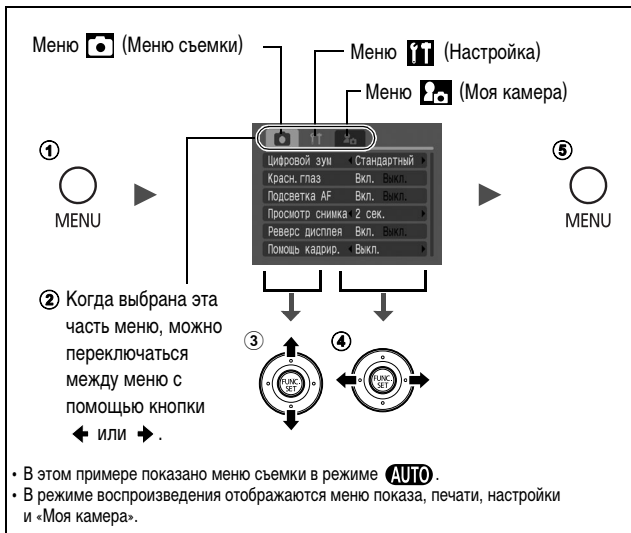 Меню (Меню съемки)
Меню (Настройка)
Меню (Моя камера)
①
MENU
Цифровой зум Стандартный
Красн.глаз Вкл. Выкл.
Подсветка AF Вкл. Выкл.
Просмотр снимка 2 сек.
Реверс дисплея Вкл. Выкл.
Помощь кадрир. Выкл.
⑤
MENU
② Когда выбрана эта
часть меню, можно
переключаться
между меню с
помощью кнопки
← или →.
③
FUNC.
SET
④
FUNC.
SET
• В этом примере показано меню съемки в режиме AUTO.
• В режиме воспроизведения отображаются меню показа, печати, настройки
и «Моя камера».